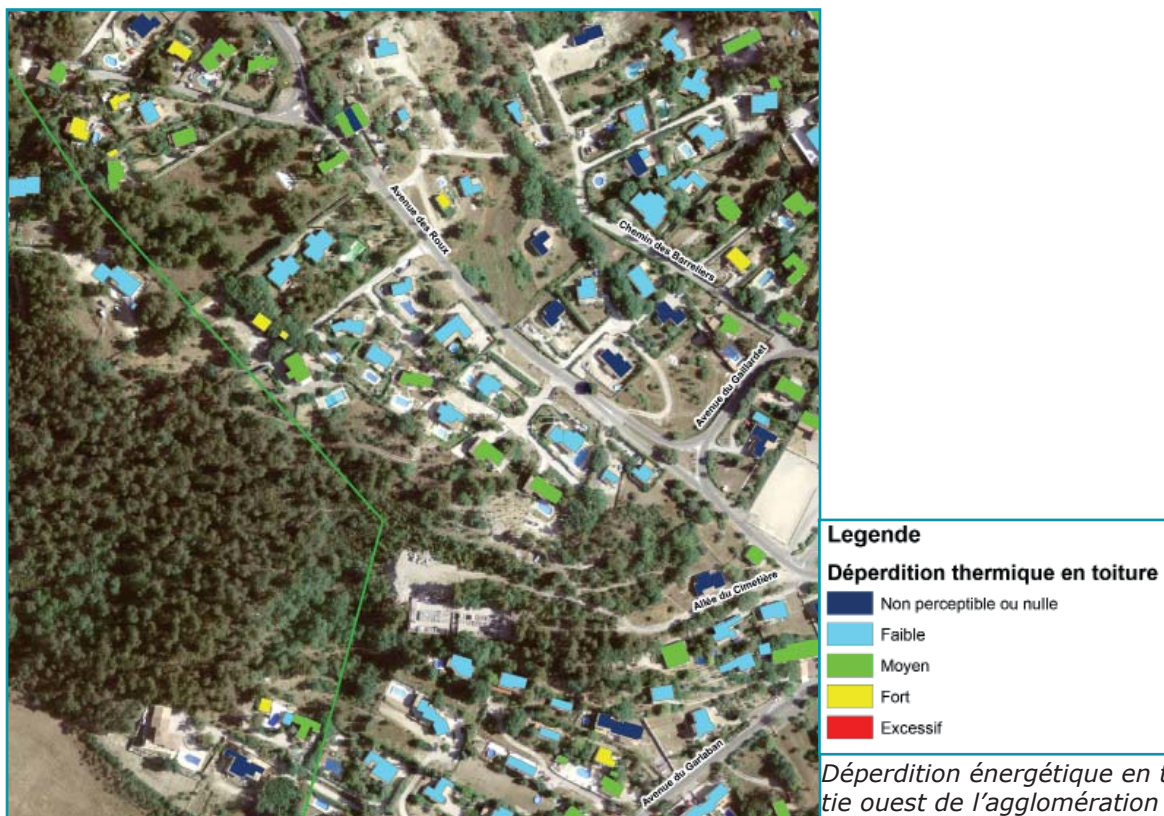 Avenue des Roux
Chemin des Barreliers
Avenue du Gaillardet
Allée du Cimetière
Avenue du Garlaban
Legende
Déperdition thermique en toiture
Non perceptible ou nulle
Faible
Moyen
Fort
Excessif
Déperdition énergétique en t
tie ouest de l'agglomération